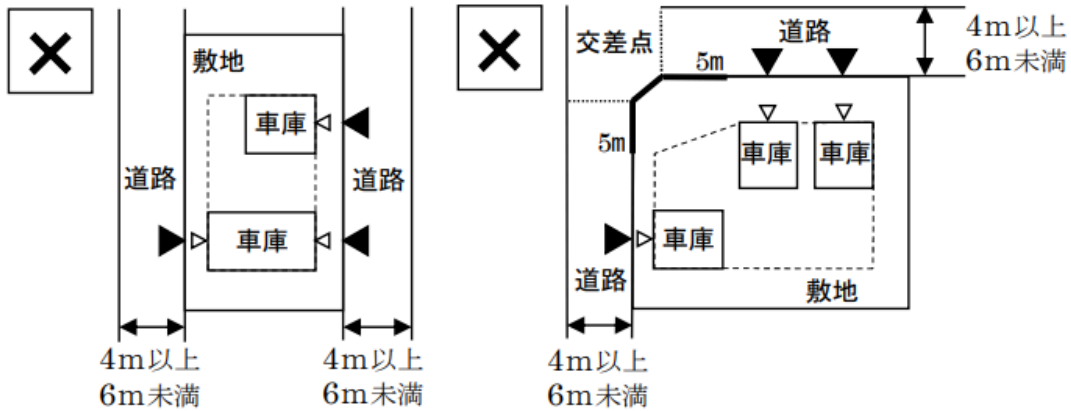 敷地
車庫
道路
道路
車庫
4m以上
6m未満
4m以上
6m未満
交差点
道路
4m以上
6m未満
5m
5m
車庫
車庫
車庫
道路
敷地
4m以上
6m未満